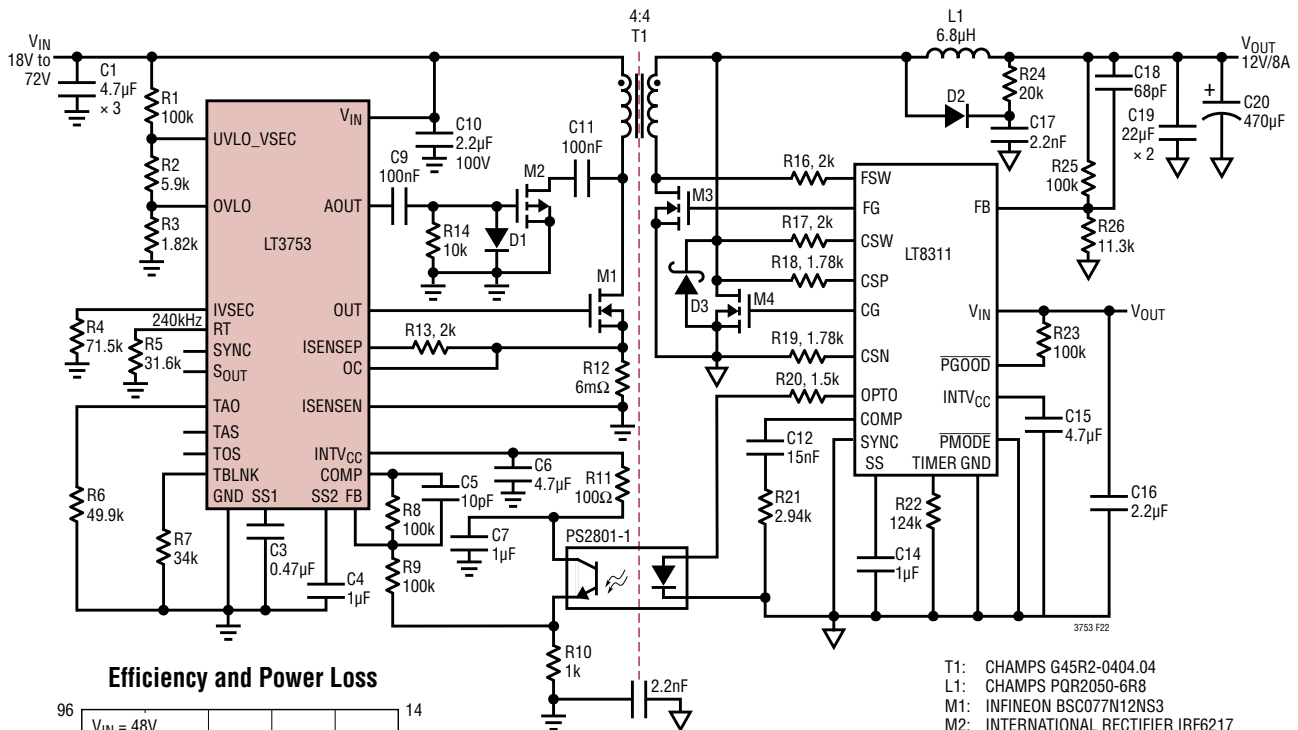 4:4
T1
L1
6.8µH
VIN
18V to
72V
C1
4.7µF
× 3
R1
100k
R2
5.9k
R3
1.82k
UVLO_VSEC
OVLO
LT3753
VIN
AOUT
C10
2.2µF
100V
C9
100nF
C11
100nF
M2
R14
10k
D1
M1
IVSEC
240kHz
RT
SYNC
SOUT
TAO
TAS
TOS
TBLNK
GND SS1 SS2 FB
OUT
ISENSEP
OC
ISENSEN
INTVCC
COMP
R4
71.5k
R5
31.6k
R6
49.9k
R7
34k
C3
0.47µF
C4
1µF
R13, 2k
R12
6mΩ
C6
4.7µF
R11
100Ω
R8
100k
C5
10pF
R9
100k
C7
1µF
PS2801-1
R10
1k
2.2nF
D2
R24
20k
C17
2.2nF
R25
100k
C18
68pF
C19
22µF
× 2
+
C20
470µF
VOUT
12V/8A
R26
11.3k
M3
D3
M4
R16, 2k
R17, 2k
R18, 1.78k
R19, 1.78k
R20, 1.5k
FSW
FG
CSW
CSP
CG
CSN
OPTO
COMP
SYNC
SS TIMER GND
LT8311
FB
VIN
PGOOD
INTVCC
PMODE
VOUT
R23
100k
C15
4.7µF
C16
2.2µF
C12
15nF
R21
2.94k
R22
124k
C14
1µF
3753 F22
Efficiency and Power Loss
96
VIN = 48V
14
T1: CHAMPS G45R2-0404.04
L1: CHAMPS PQR2050-6R8
M1: INFINEON BSC077N12NS3
M2: INTERNATIONAL RECTIFIER IRF6217